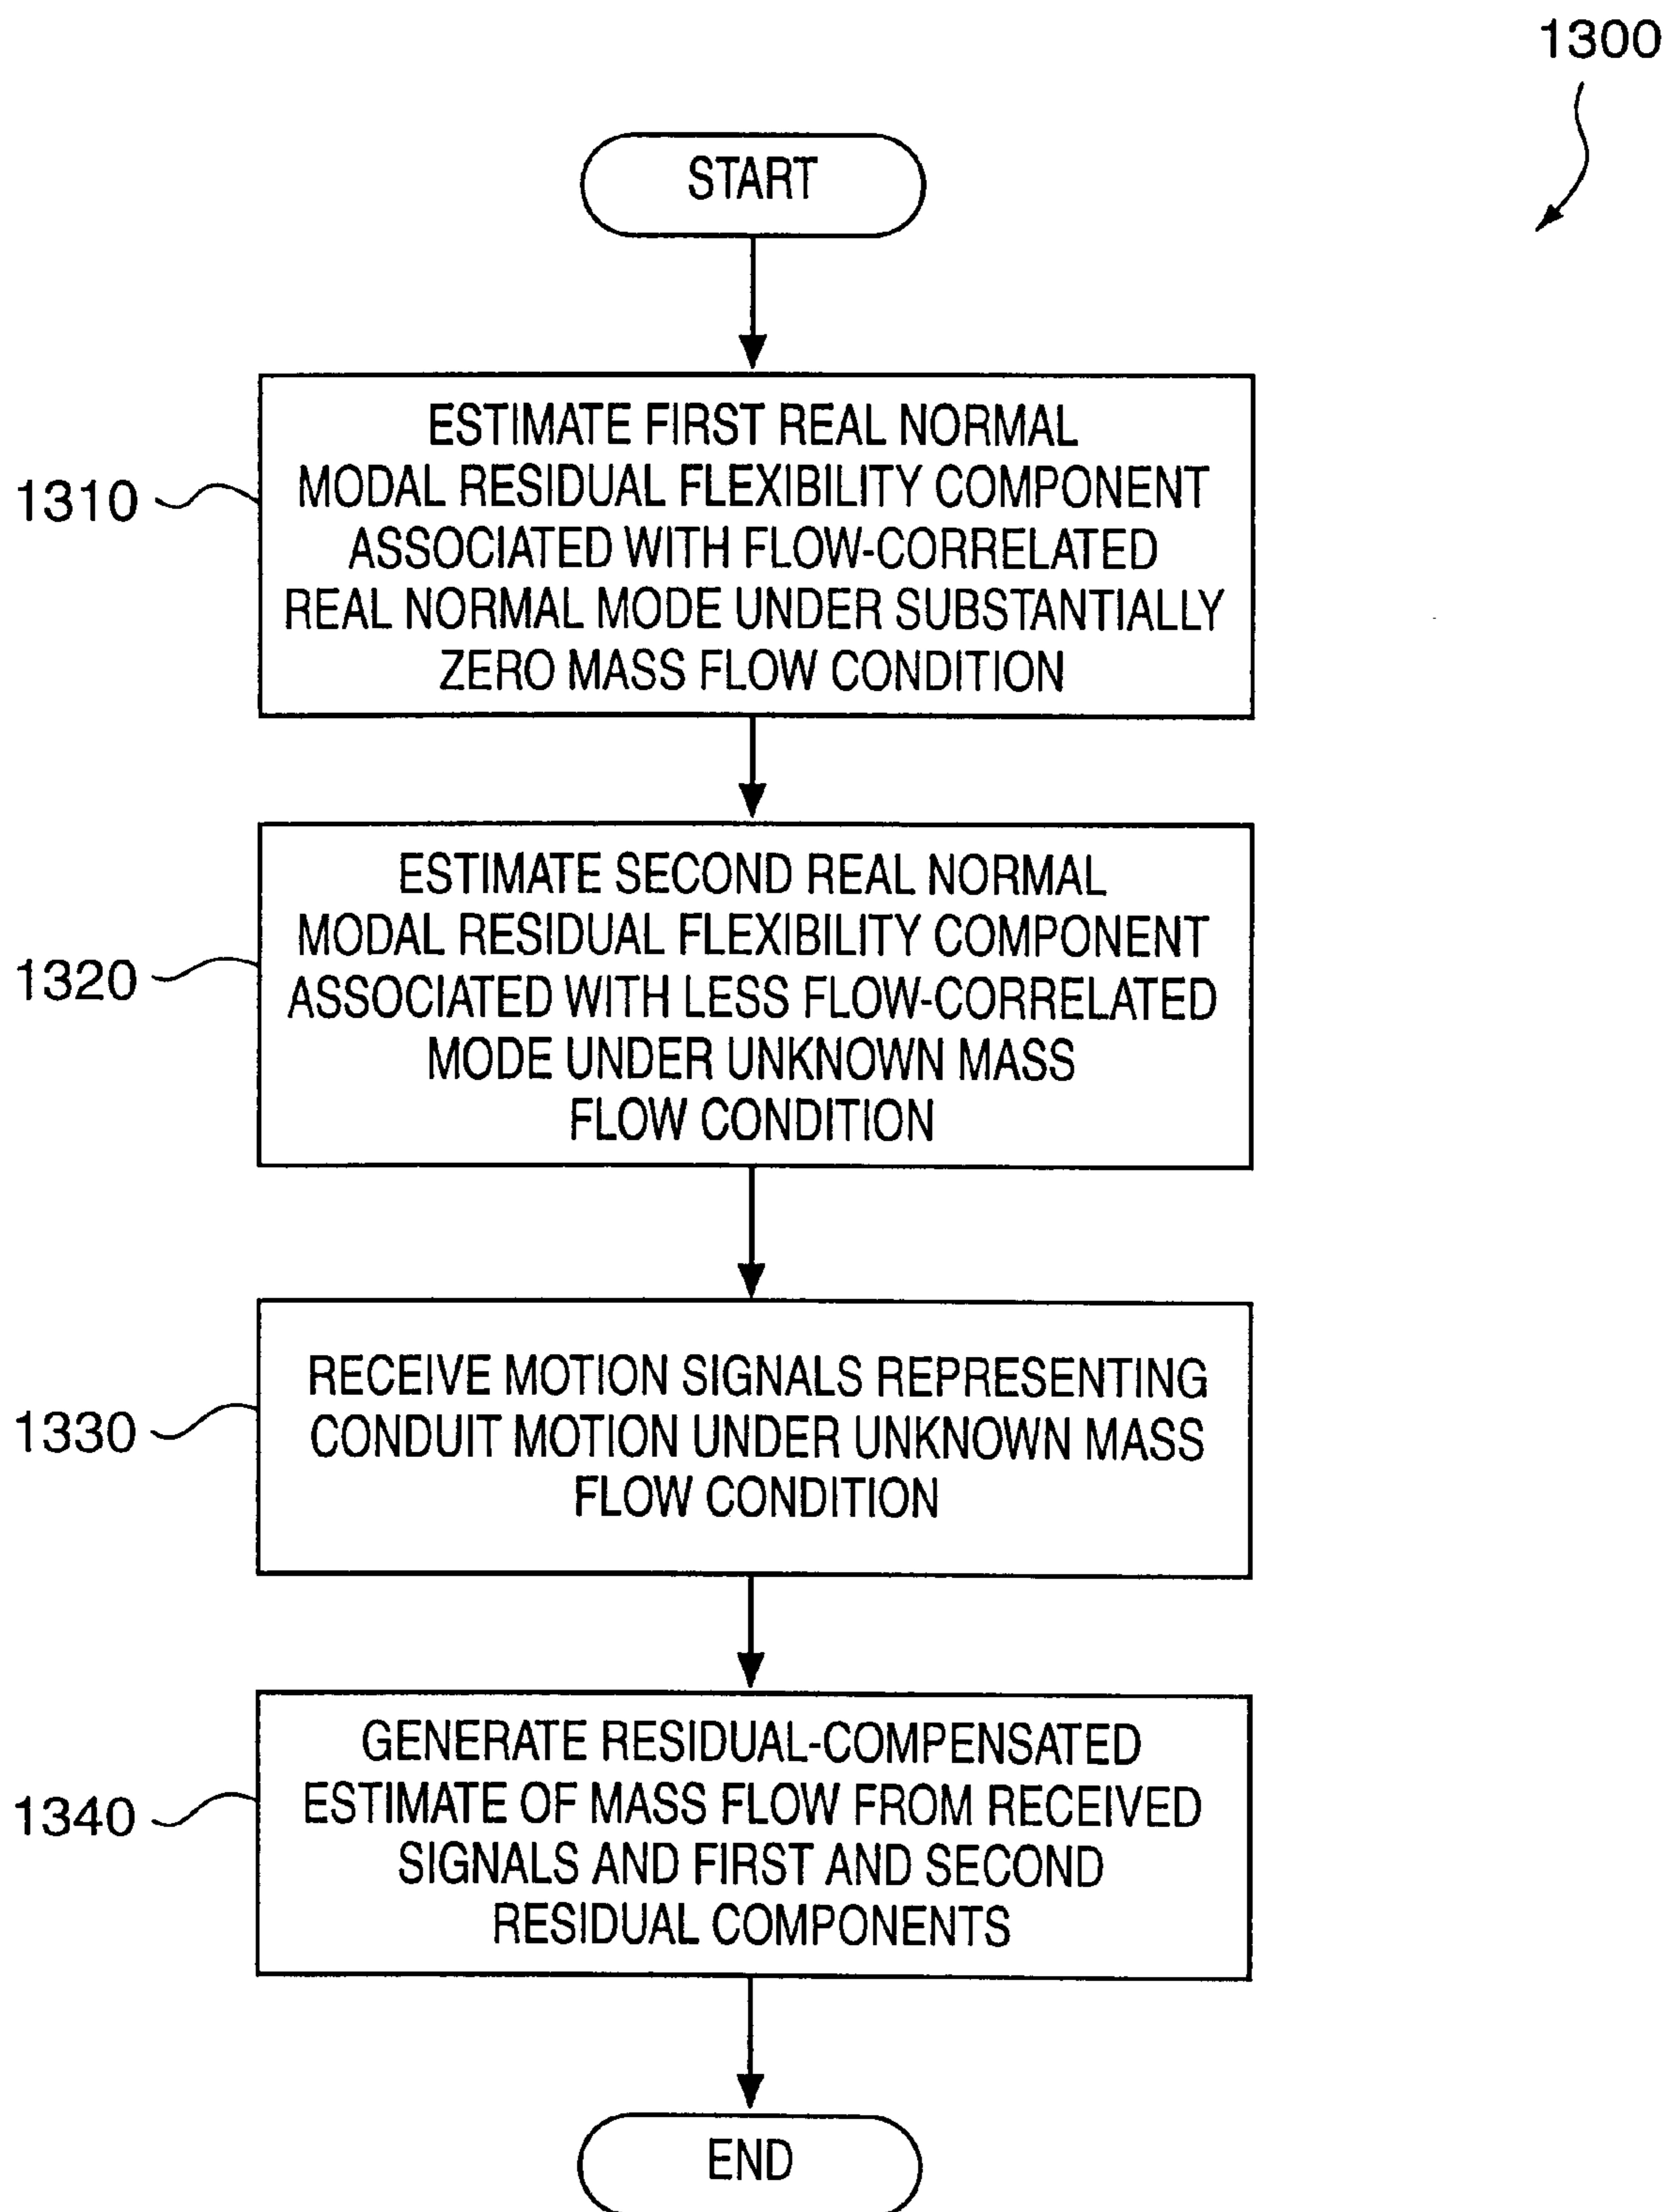 1300
START
1310
ESTIMATE FIRST REAL NORMAL
MODAL RESIDUAL FLEXIBILITY COMPONENT
ASSOCIATED WITH FLOW-CORRELATED
REAL NORMAL MODE UNDER SUBSTANTIALLY
ZERO MASS FLOW CONDITION
1320
ESTIMATE SECOND REAL NORMAL
MODAL RESIDUAL FLEXIBILITY COMPONENT
ASSOCIATED WITH LESS FLOW-CORRELATED
MODE UNDER UNKNOWN MASS
FLOW CONDITION
1330
RECEIVE MOTION SIGNALS REPRESENTING
CONDUIT MOTION UNDER UNKNOWN MASS
FLOW CONDITION
1340
GENERATE RESIDUAL-COMPENSATED
ESTIMATE OF MASS FLOW FROM RECEIVED
SIGNALS AND FIRST AND SECOND
RESIDUAL COMPONENTS
END